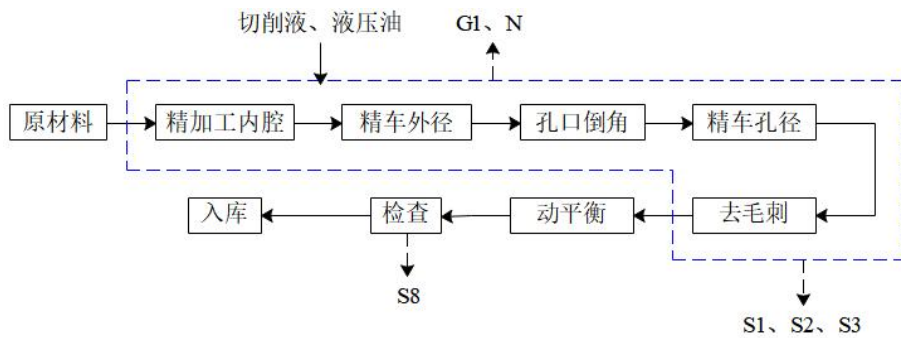 切削液、液压油
G1、N
原材料
精加工内腔
精车外径
孔口倒角
精车孔径
入库
检查
动平衡
去毛刺
S8
S1、S2、S3